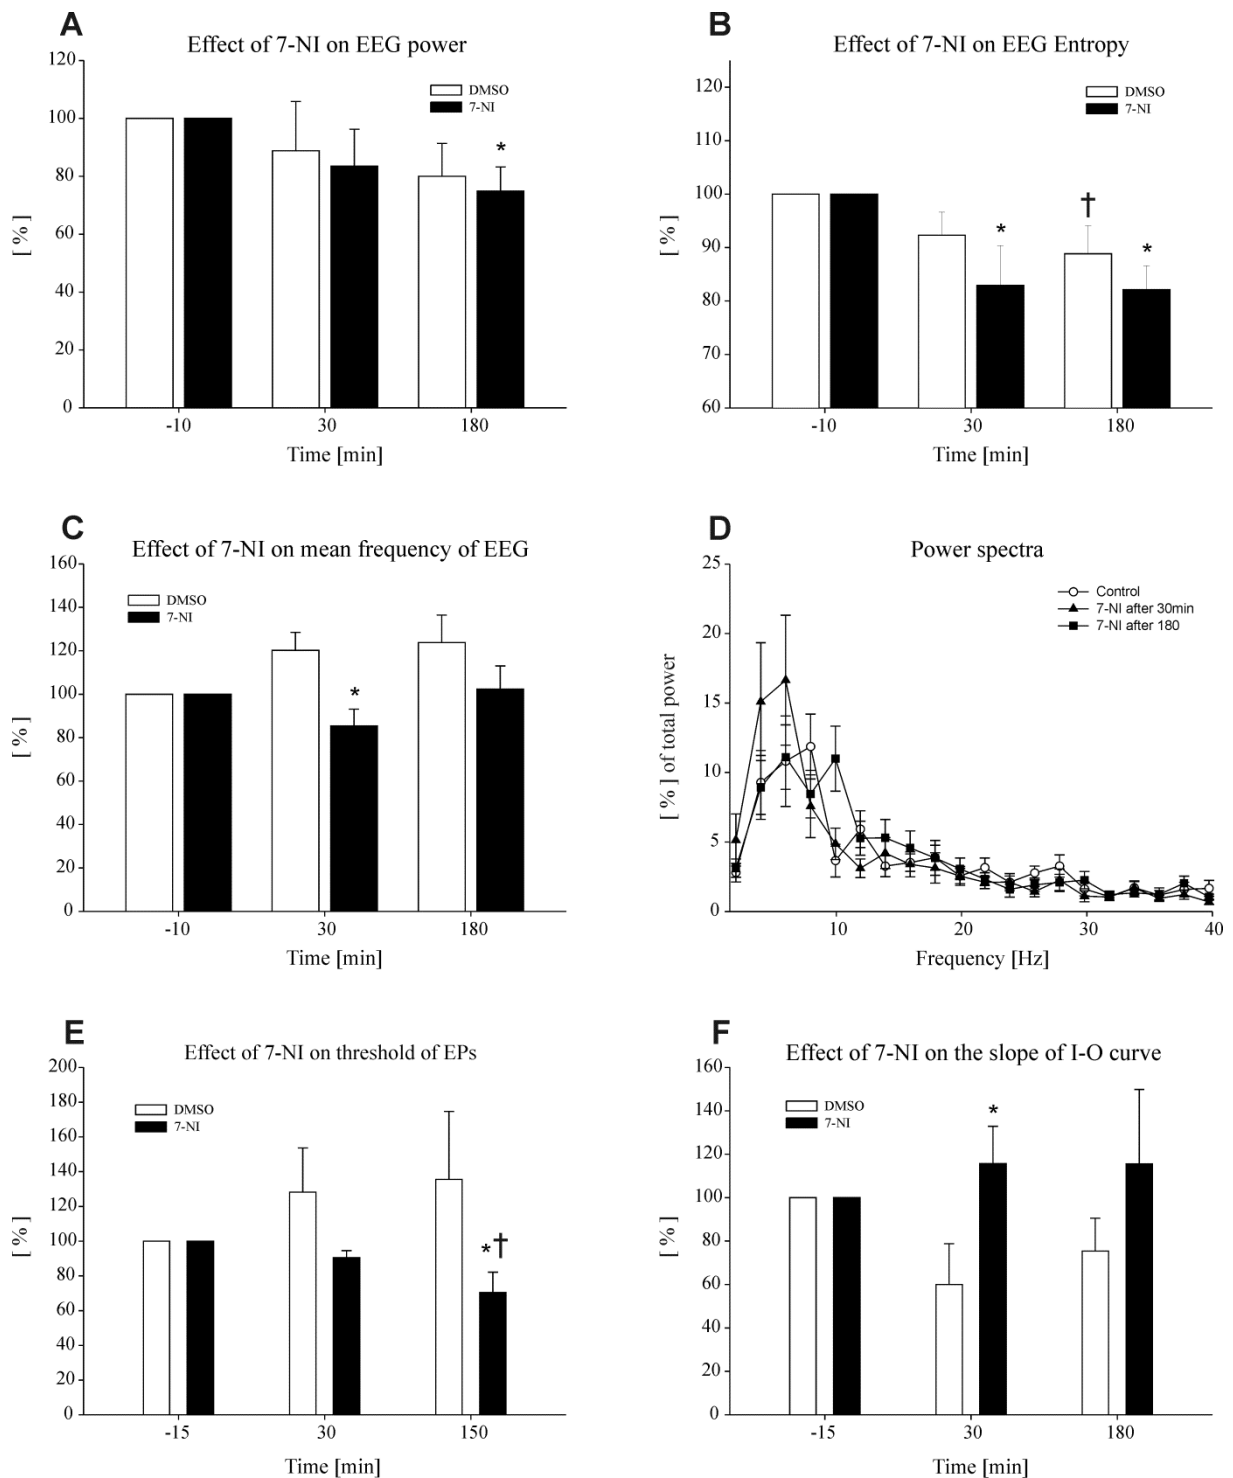 A
Effect of 7-NI on EEG power
120
100
80
60
40
20
0
[ % ]
DMSO
7-NI
*
-10 30 180
Time [min]
B
Effect of 7-NI on EEG Entropy
120
110
100
90
80
70
60
[ % ]
DMSO
7-NI
*
†
*
-10 30 180
Time [min]
C
Effect of 7-NI on mean frequency of EEG
160
140
120
100
80
60
40
20
0
[ % ]
DMSO
7-NI
*
-10 30 180
Time [min]
D
Power spectra
25
20
15
10
5
0
[ % ] of total power
Control
7-NI after 30min
7-NI after 180
10 20 30 40
Frequency [Hz]
E
Effect of 7-NI on threshold of EPs
200
180
160
140
120
100
80
60
40
20
0
[ % ]
DMSO
7-NI
*†
-15 30 150
Time [min]
F
Effect of 7-NI on the slope of I-O curve
160
140
120
100
80
60
40
20
0
[ % ]
DMSO
7-NI
*
-15 30 180
Time [min]